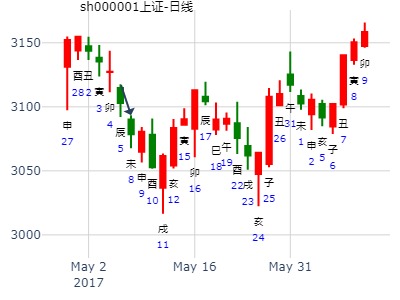 sh000001上证-日线
3150
3100
3050
3000
申
27
酉
28
丑
2
寅
3
卯
4
辰
5
未
8
申
9
酉
10
戌
11
亥
12
寅
15
卯
16
辰
17
巳
18
午
19
酉
22
戌
23
亥
24
子
25
丑
26
午
31
未
1
申
2
亥
5
子
6
丑
7
寅
8
卯
9
May 2
2017
May 16
May 31